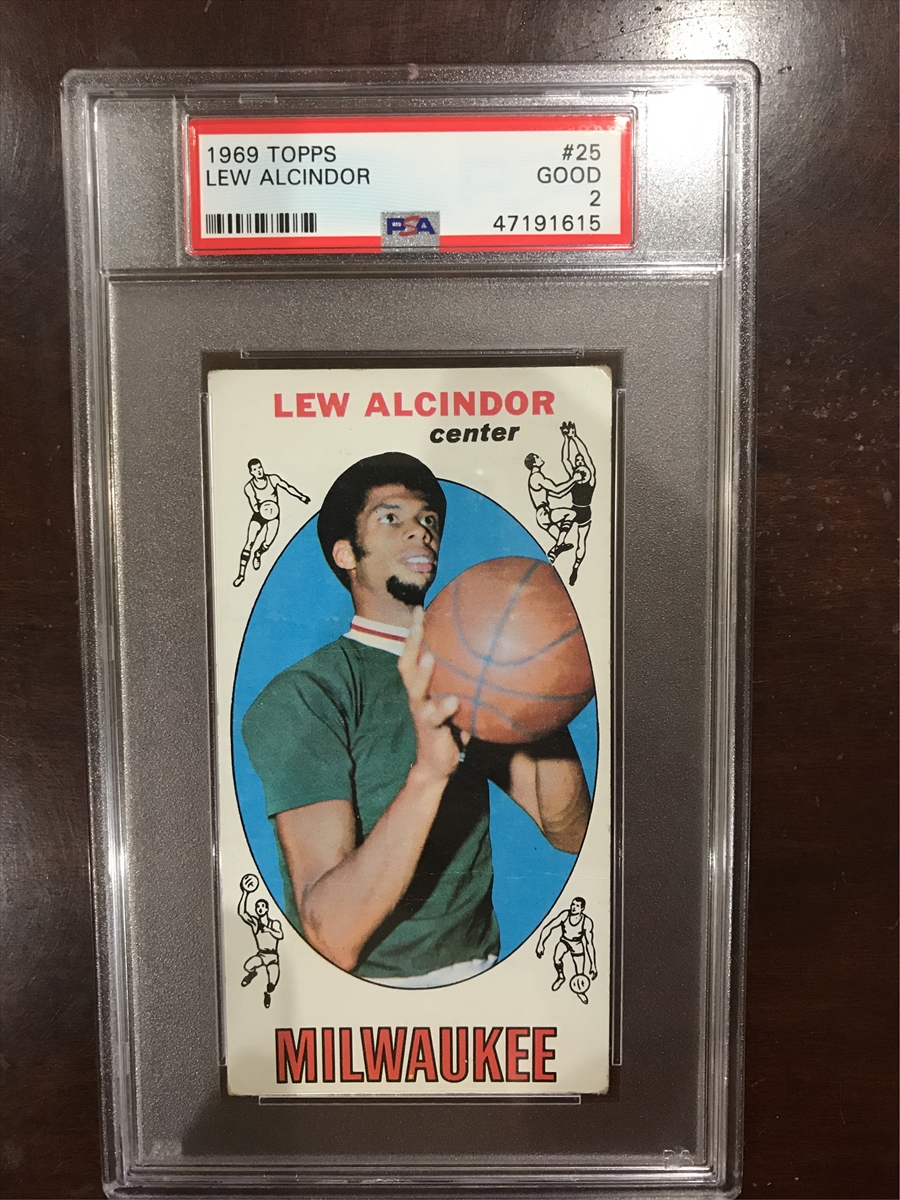 1969 TOPPS #25
LEW ALCINDOR GOOD
2
PSA 47191615
LEW ALCINDOR
center
MILWAUKEE